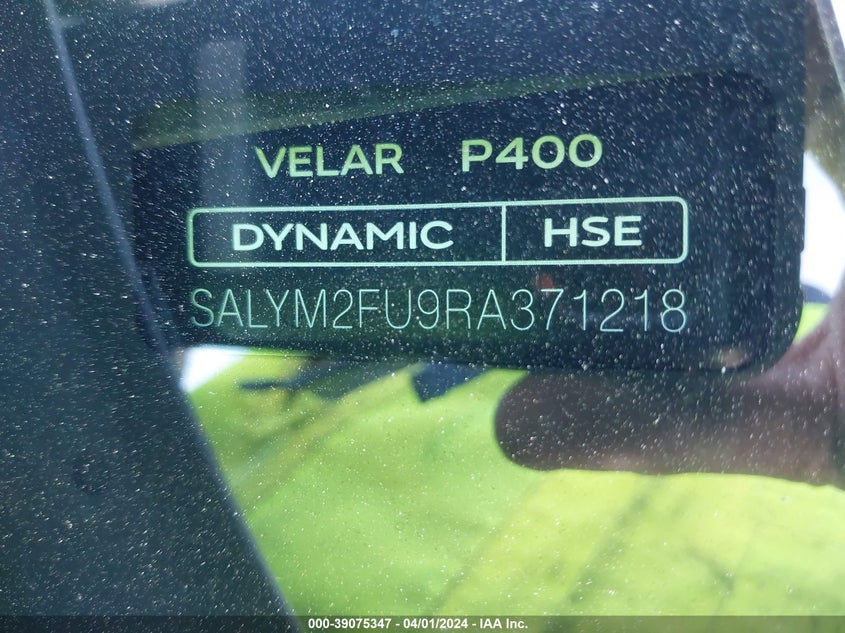 VELAR P400
DYNAMIC HSE
SALYM2FU9RA371218
000-39075347 - 04/01/2024 - IAA Inc.